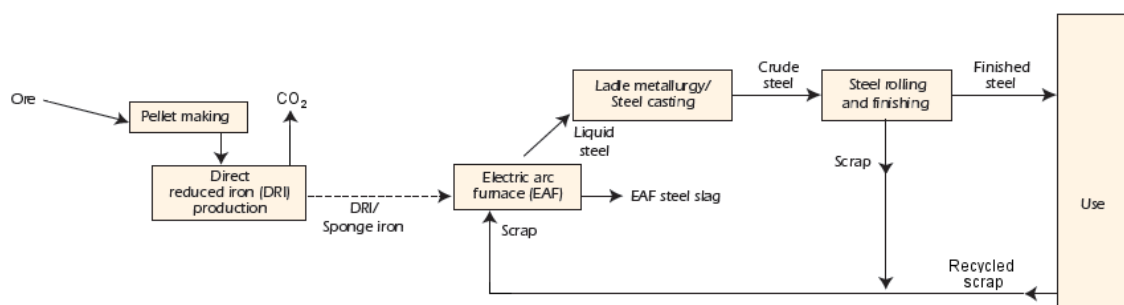 Ore
Pellet making
CO2
Direct
reduced iron (DRI)
production
DRI/
Sponge iron
Electric arc
furnace (EAF)
EAF steel slag
Scrap
Liquid
steel
Ladle metallurgy/
Steel casting
Crude
steel
Steel rolling
and finishing
Finished
steel
Scrap
Use
Recycled
scrap